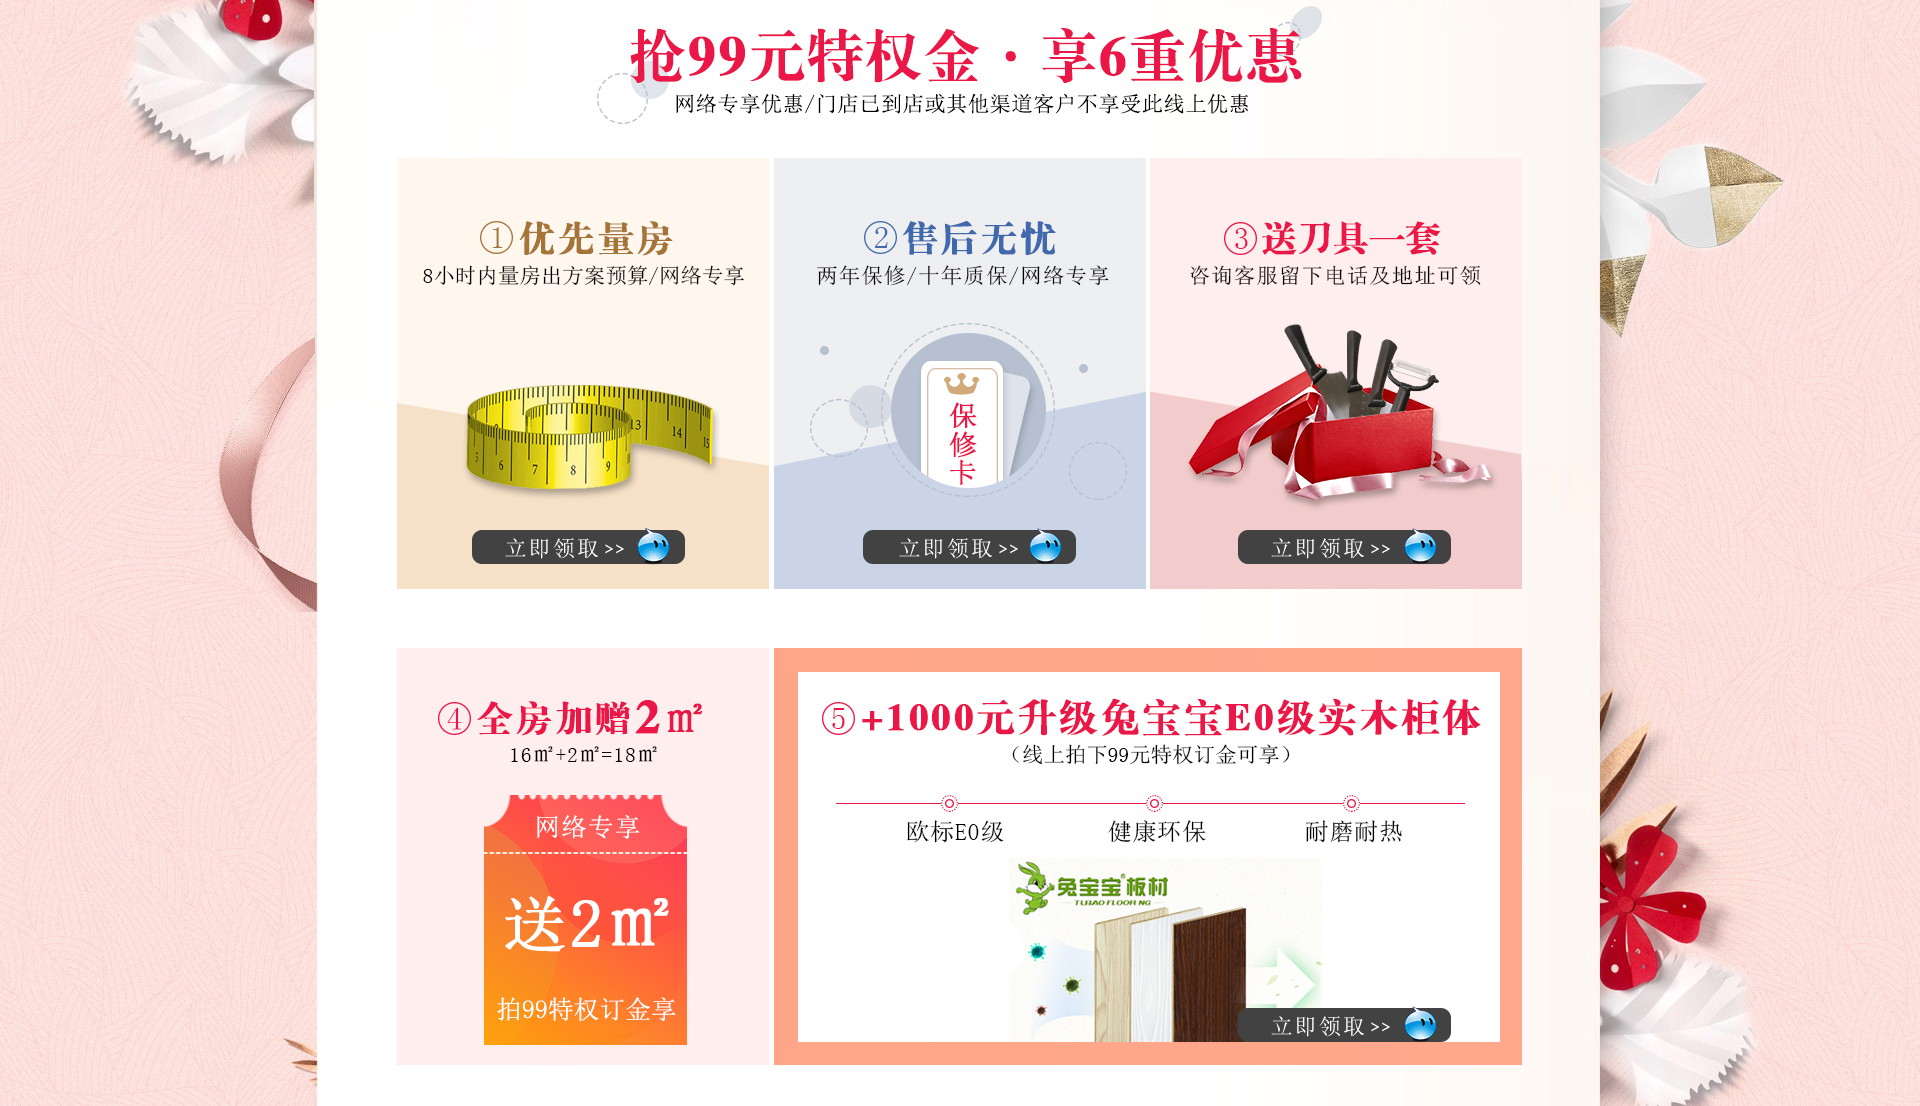 抢99元特权金·享6重优惠
网络专享优惠/门店已到店或其他渠道客户不享受此线上优惠
①优先量房
8小时内量房出方案预算/网络专享
5 6 7 8 9 13 14 15
立即领取>>
②售后无忧
两年保修/十年质保/网络专享
保修卡
立即领取>>
③送刀具一套
咨询客服留下电话及地址可领
立即领取>>
④全房加赠2㎡
16㎡+2㎡=18㎡
网络专享
送2㎡
拍99特权订金享
⑤+1000元升级兔宝宝E0级实木柜体
（线上拍下99元特权订金可享）
欧标E0级
健康环保
耐磨耐热
兔宝宝®板材
TUBAO FLOORING
立即领取>>